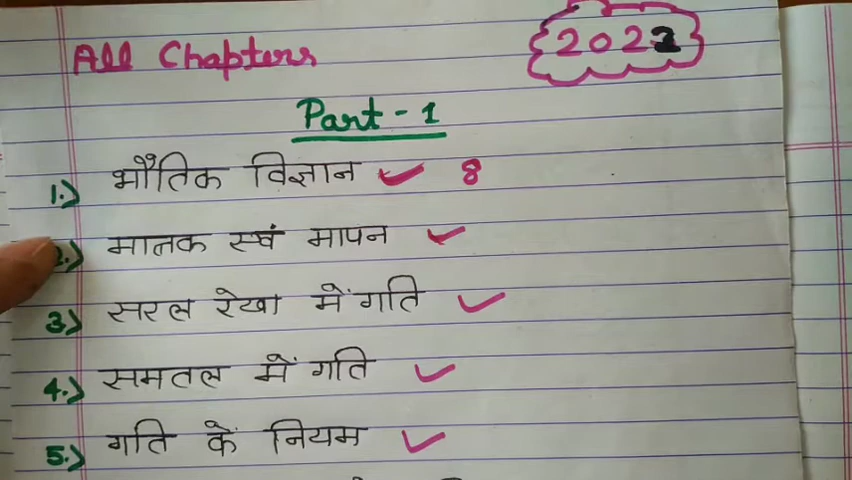 All Chapters
2022
Part - 1
1.) भौतिक विज्ञान ✓ 8
2.) मात्रक एवं मापन ✓
3.) सरल रेखा में गति ✓
4.) समतल में गति ✓
5.) गति के नियम ✓